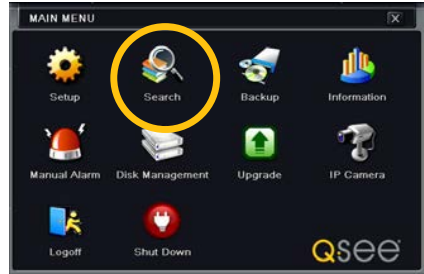 MAIN MENU
Setup Search Backup Information
Manual Alarm Disk Management Upgrade IP Camera
Logoff Shut Down
Qsee